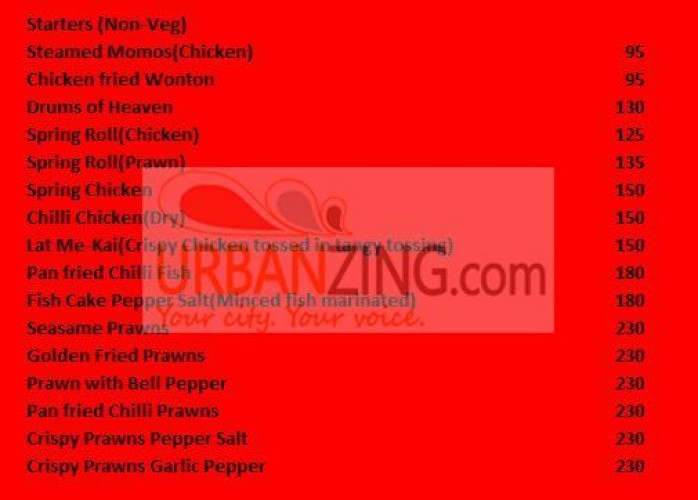 Starters (Non-Veg)
Steamed Momos(Chicken) 95
Chicken fried Wonton 95
Drums of Heaven 130
Spring Roll(Chicken) 125
Spring Roll(Prawn) 135
Spring Chicken 150
Chilli Chicken(Dry) 150
Lat Me-Kai(Crispy Chicken tossed in tangy tossing) 150
Pan fried Chilli Fish 180
Fish Cake Pepper Salt(Minced fish marinated) 180
Seasame Prawns 230
Golden Fried Prawns 230
Prawn with Bell Pepper 230
Pan fried Chilli Prawns 230
Crispy Prawns Pepper Salt 230
Crispy Prawns Garlic Pepper 230
URBANZING.com
Your city. Your voice.